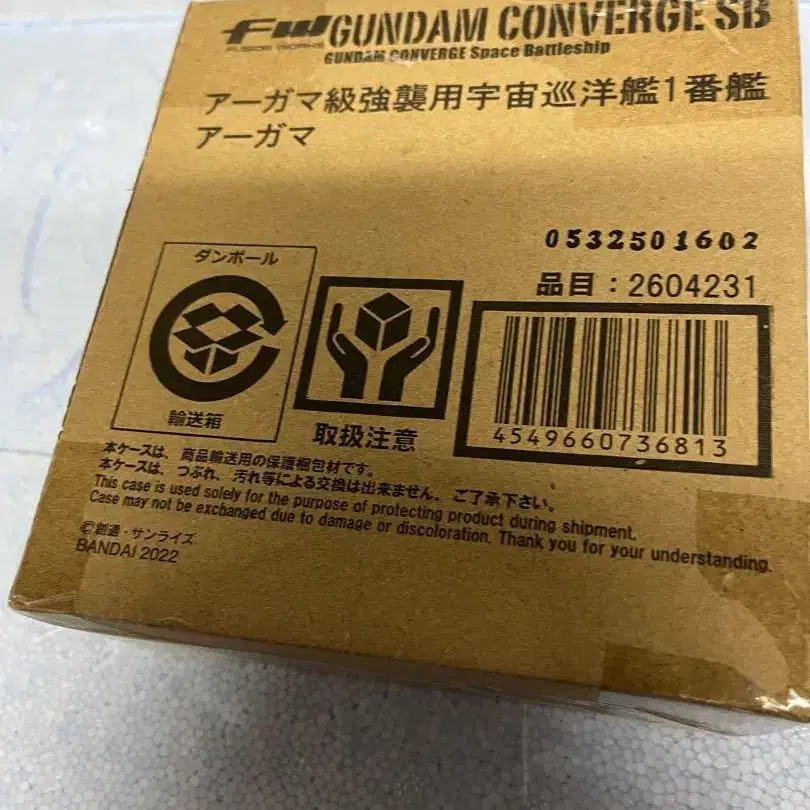 FW GUNDAM CONVERGE SB
FUSION WORKS
GUNDAM CONVERGE Space Battleship
アーガマ級強襲用宇宙巡洋艦1番艦
アーガマ
0532501602
品目：2604231
ダンボール
輸送箱
取扱注意
4549660736813
本ケースは、商品輸送用の保護梱包材です。
本ケースは、つぶれ、汚れ等による交換は出来ません。ご了承下さい。
This case is used solely for the purpose of protecting product during shipment.
Case may not be exchanged due to damage or discoloration. Thank you for your understanding.
©創通・サンライズ
BANDAI 2022